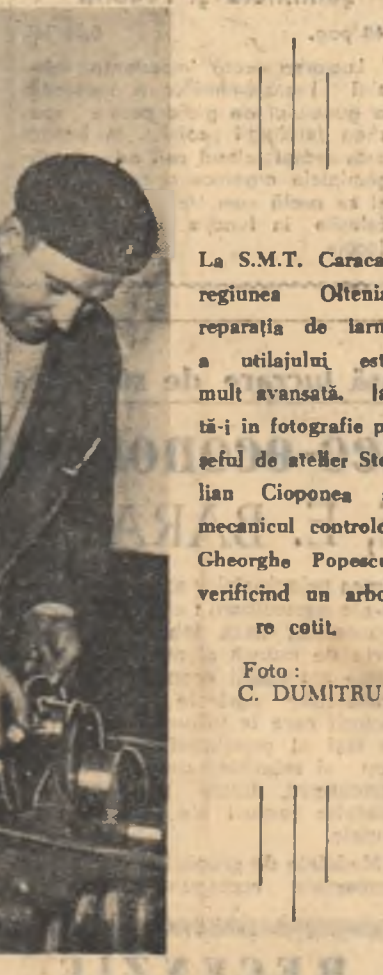 La S.M.T. Caraca
regiunea Oltenia
reparația de iarn
a utilajului est
mult avansată. Ia
tă-i in fotografie p
șeful de atelier Ste
lian Cioponea
mecanicul controlo
Gheorghe Popescu
verificind un arbo
re cotit.
Foto :
C. DUMITRU